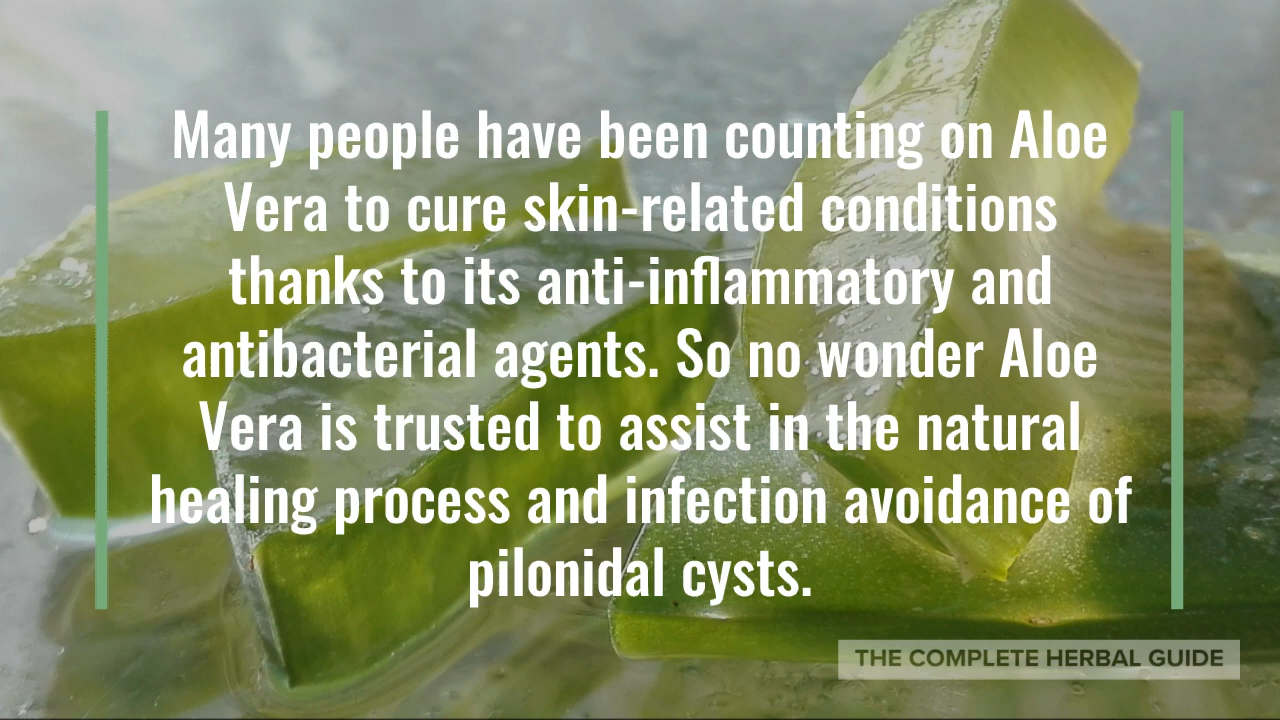 Many people have been counting on Aloe
Vera to cure skin-related conditions
thanks to its anti-inflammatory and
antibacterial agents. So no wonder Aloe
Vera is trusted to assist in the natural
healing process and infection avoidance of
pilonidal cysts.
THE COMPLETE HERBAL GUIDE